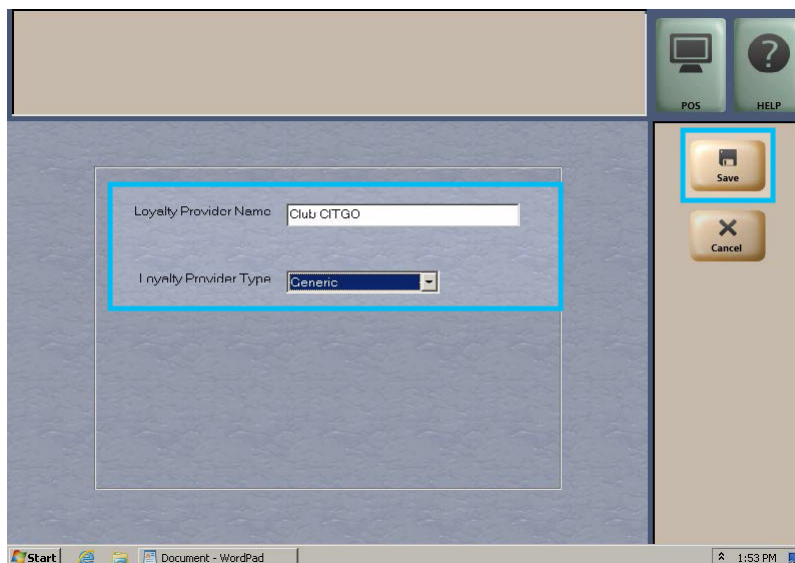 POS
HELP
Save
Cancel
Loyalty Provider Name
Club CITGO
Loyalty Provider Type
Generic
Start
Document - WordPad
1:53 PM